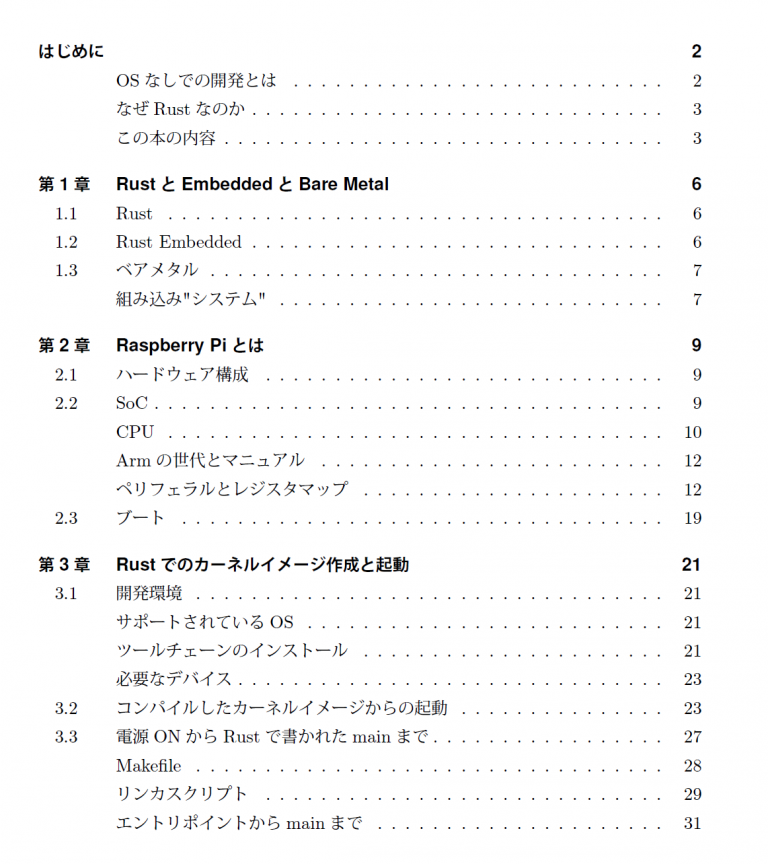 はじめに 2
OS なしでの開発とは . . . . . . . . . . . . . . . . . . . . . . . . . . . 2
なぜ Rust なのか . . . . . . . . . . . . . . . . . . . . . . . . . . . . . . 3
この本の内容 . . . . . . . . . . . . . . . . . . . . . . . . . . . . . . . . 3
第 1 章 Rust と Embedded と Bare Metal 6
1.1 Rust . . . . . . . . . . . . . . . . . . . . . . . . . . . . . . . . . . . . 6
1.2 Rust Embedded . . . . . . . . . . . . . . . . . . . . . . . . . . . . . . 6
1.3 ベアメタル . . . . . . . . . . . . . . . . . . . . . . . . . . . . . . . . . 7
組み込み"システム" . . . . . . . . . . . . . . . . . . . . . . . . . . . . 7
第 2 章 Raspberry Pi とは 9
2.1 ハードウェア構成 . . . . . . . . . . . . . . . . . . . . . . . . . . . . . 9
2.2 SoC . . . . . . . . . . . . . . . . . . . . . . . . . . . . . . . . . . . . . 9
CPU . . . . . . . . . . . . . . . . . . . . . . . . . . . . . . . . . . . . 10
Arm の世代とマニュアル . . . . . . . . . . . . . . . . . . . . . . . . . 12
ペリフェラルとレジスタマップ . . . . . . . . . . . . . . . . . . . . . . 12
2.3 ブート . . . . . . . . . . . . . . . . . . . . . . . . . . . . . . . . . . . 19
第 3 章 Rust でのカーネルイメージ作成と起動 21
3.1 開発環境 . . . . . . . . . . . . . . . . . . . . . . . . . . . . . . . . . . 21
サポートされている OS . . . . . . . . . . . . . . . . . . . . . . . . . . 21
ツールチェーンのインストール . . . . . . . . . . . . . . . . . . . . . . 21
必要なデバイス . . . . . . . . . . . . . . . . . . . . . . . . . . . . . . . 23
3.2 コンパイルしたカーネルイメージからの起動 . . . . . . . . . . . . . . . 23
3.3 電源 ON から Rust で書かれた main まで . . . . . . . . . . . . . . . . . 27
Makefile . . . . . . . . . . . . . . . . . . . . . . . . . . . . . . . . . . 28
リンカスクリプト . . . . . . . . . . . . . . . . . . . . . . . . . . . . . 29
エントリポイントから main まで . . . . . . . . . . . . . . . . . . . . . 31